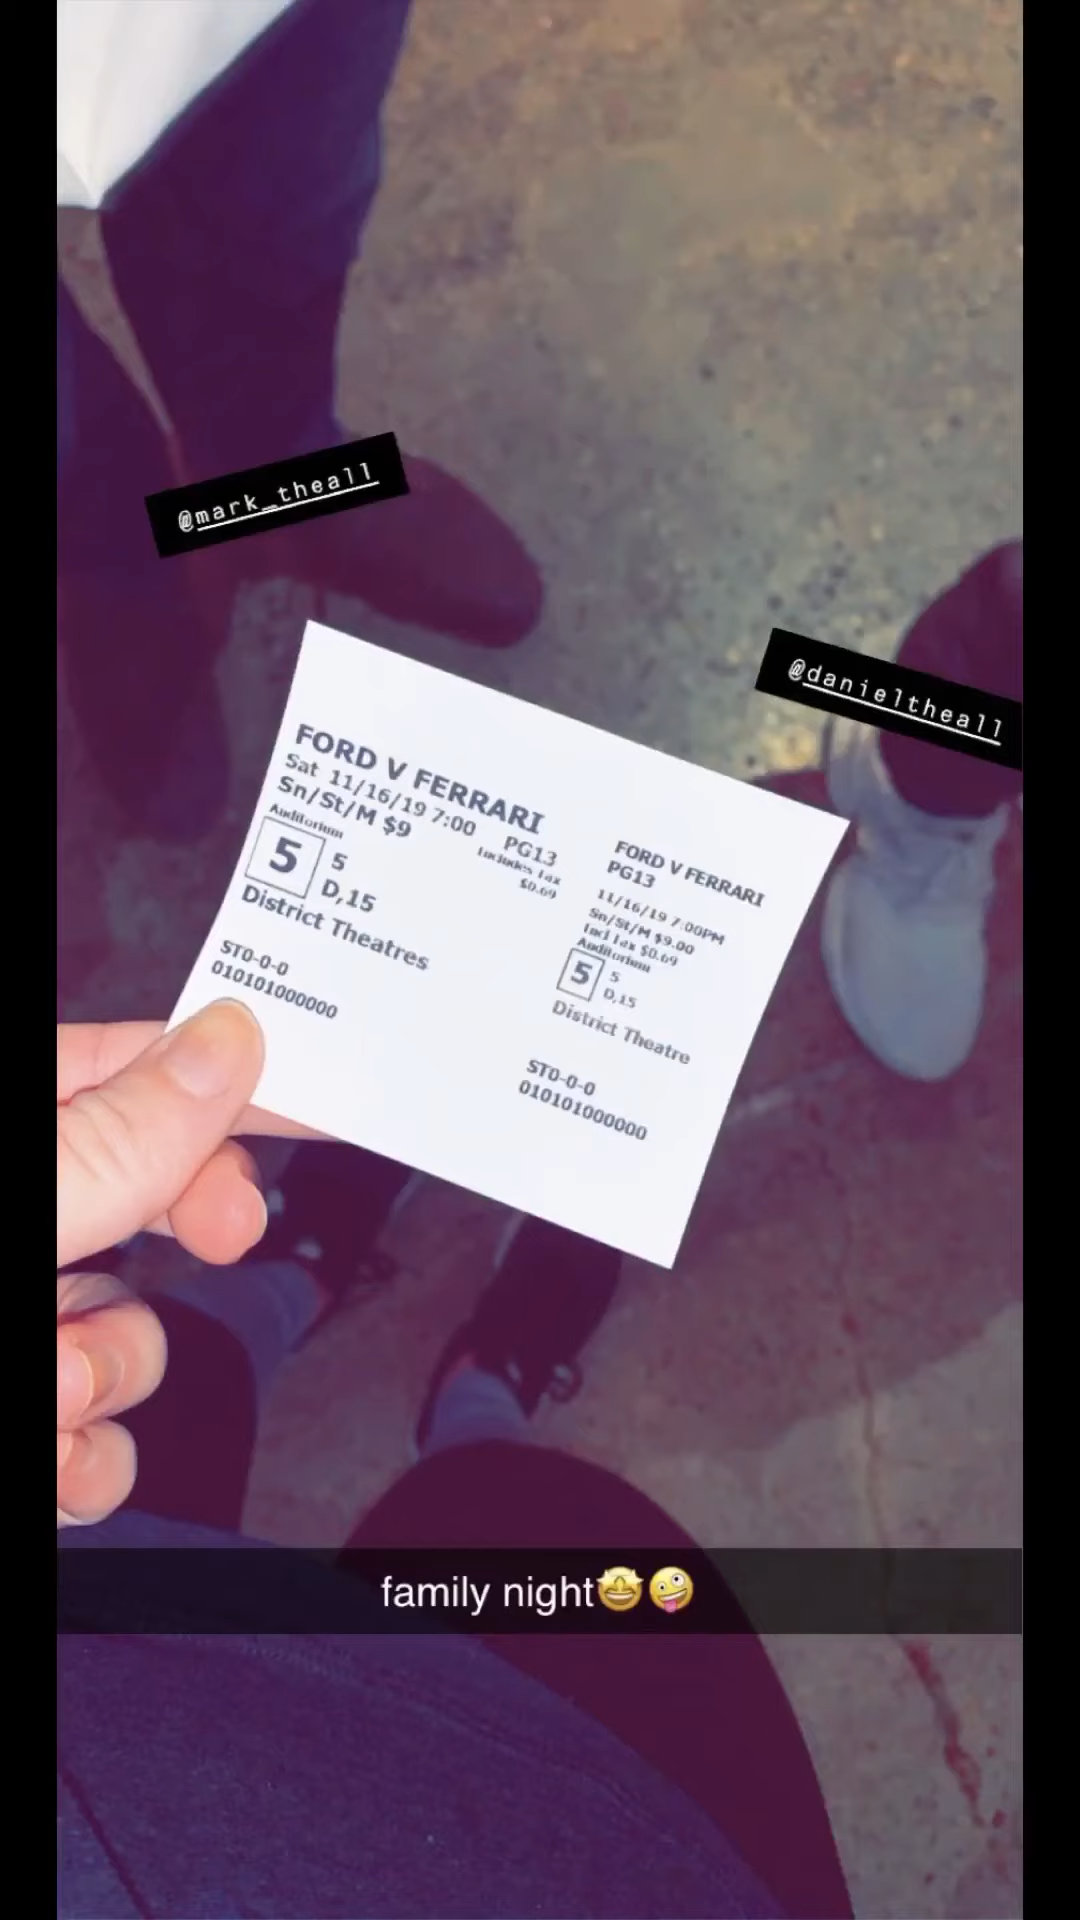 @mark_theall
@danieltheall
FORD V FERRARI
Sat 11/16/19 7:00
PG13
Sn/St/M $9
Includes Tax
$0.69
Auditorium
5
5
D,15
District Theatres
ST0-0-0
010101000000
FORD V FERRARI
PG13
11/16/19 7:00PM
Sn/St/M $9.00
Incl Tax $0.69
Auditorium
5
5
D,15
District Theatre
ST0-0-0
010101000000
family night🤩🤪